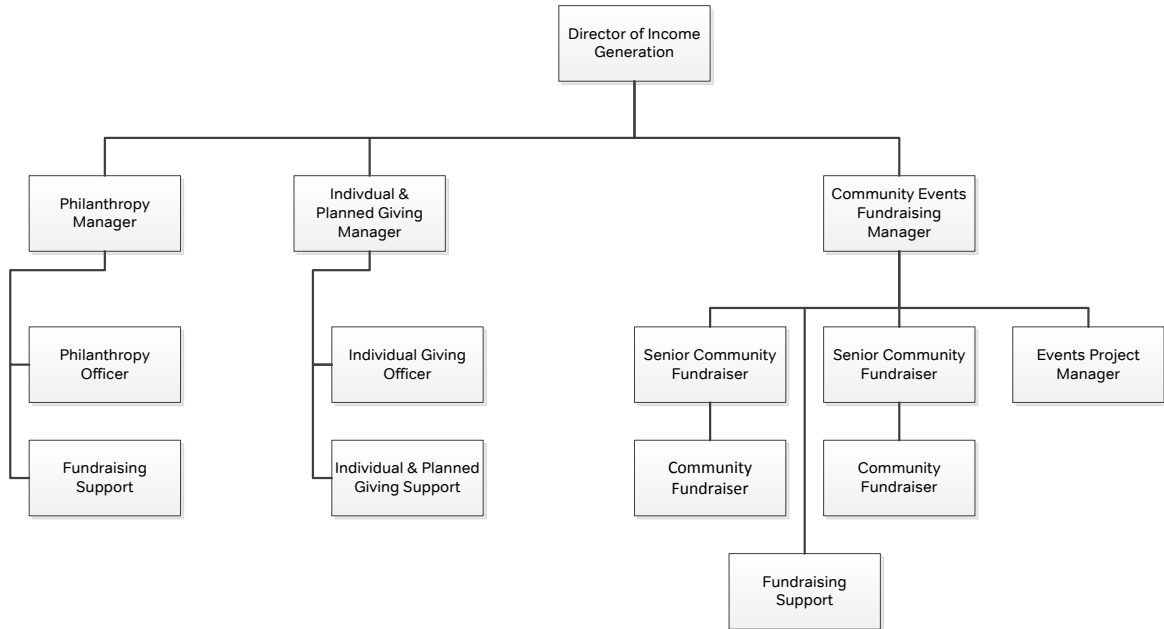 Director of Income
Generation
Philanthropy
Manager
Indivdual &
Planned Giving
Manager
Community Events
Fundraising
Manager
Philanthropy
Officer
Individual Giving
Officer
Senior Community
Fundraiser
Senior Community
Fundraiser
Events Project
Manager
Fundraising
Support
Individual & Planned
Giving Support
Community
Fundraiser
Community
Fundraiser
Fundraising
Support